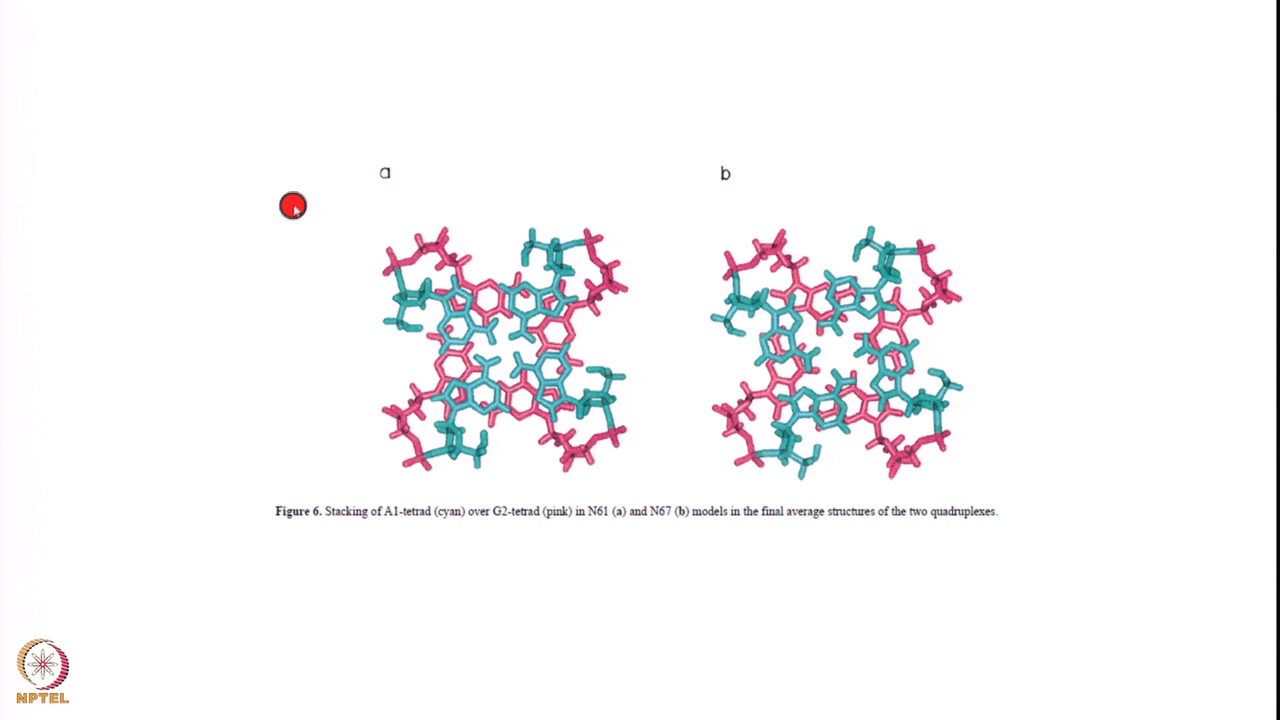 a
b
Figure 6. Stacking of A1-tetrad (cyan) over G2-tetrad (pink) in N61 (a) and N67 (b) models in the final average structures of the two quadruplexes.
NPTEL